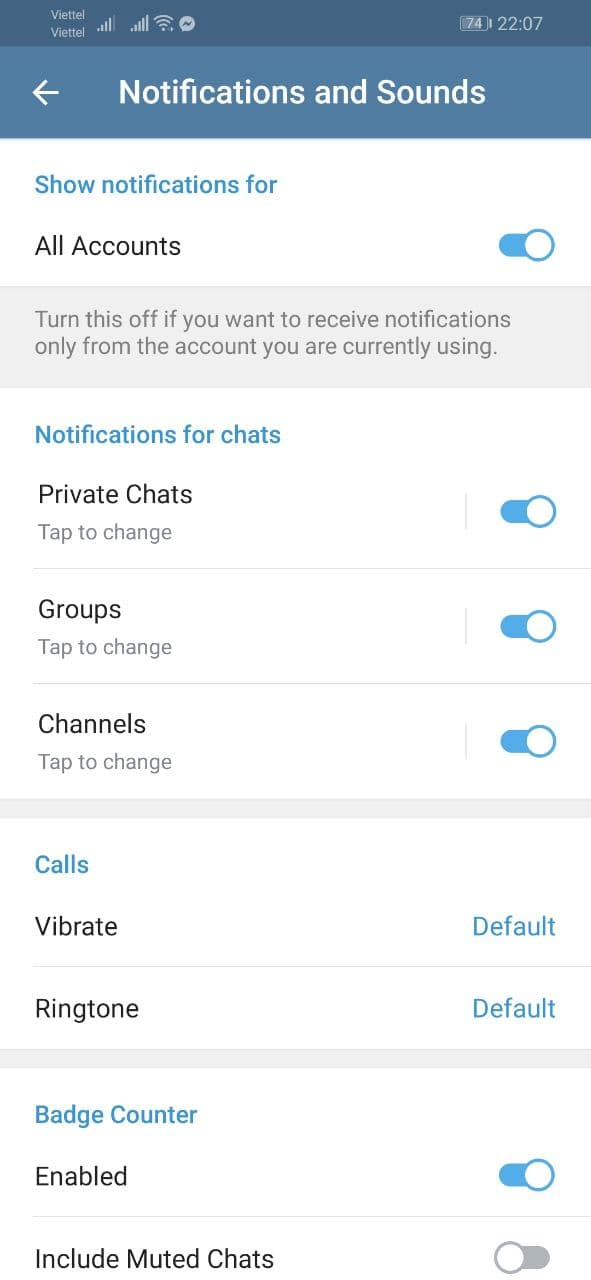 Viettel
Viettel
74 22:07
Notifications and Sounds
Show notifications for
All Accounts
Turn this off if you want to receive notifications
only from the account you are currently using.
Notifications for chats
Private Chats
Tap to change
Groups
Tap to change
Channels
Tap to change
Calls
Vibrate Default
Ringtone Default
Badge Counter
Enabled
Include Muted Chats